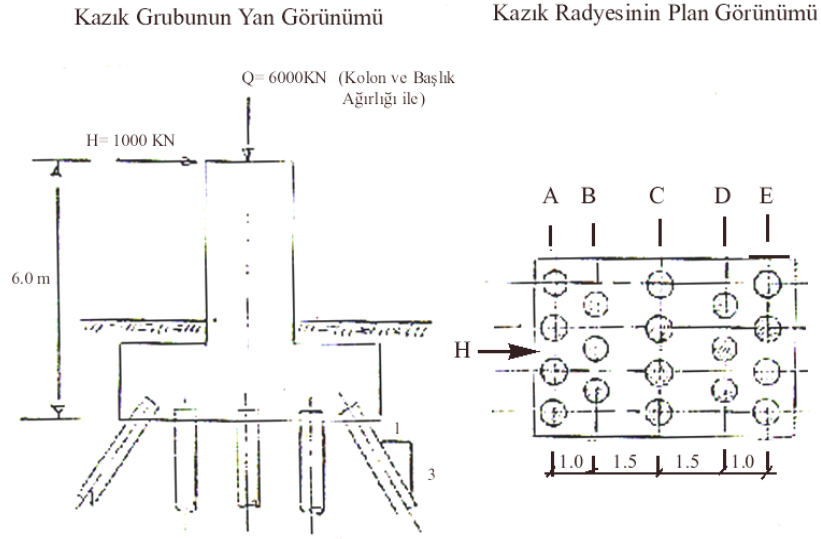 Kazık Grubunun Yan Görünümü
Kazık Radyesinin Plan Görünümü
Q= 6000KN (Kolon ve Başlık
Ağırlığı ile)
H= 1000 KN
6.0 m
1
3
A B C D E
H
1.0 1.5 1.5 1.0